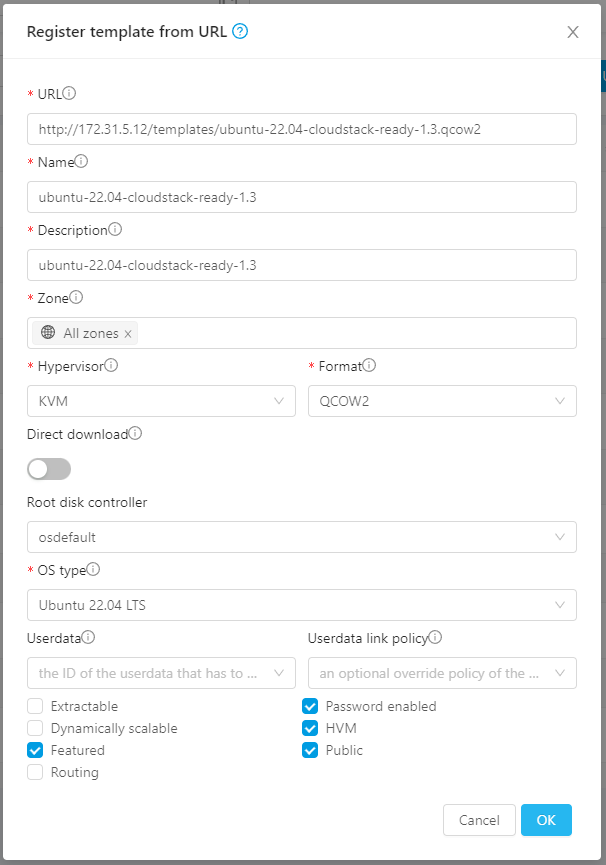 Register template from URL
* URL
http://172.31.5.12/templates/ubuntu-22.04-cloudstack-ready-1.3.qcow2
* Name
ubuntu-22.04-cloudstack-ready-1.3
* Description
ubuntu-22.04-cloudstack-ready-1.3
* Zone
All zones
* Hypervisor * Format
KVM QCOW2
Direct download
Root disk controller
osdefault
* OS type
Ubuntu 22.04 LTS
Userdata Userdata link policy
the ID of the userdata that has to ... an optional override policy of the ...
Extractable Password enabled
Dynamically scalable HVM
Featured Public
Routing
Cancel OK